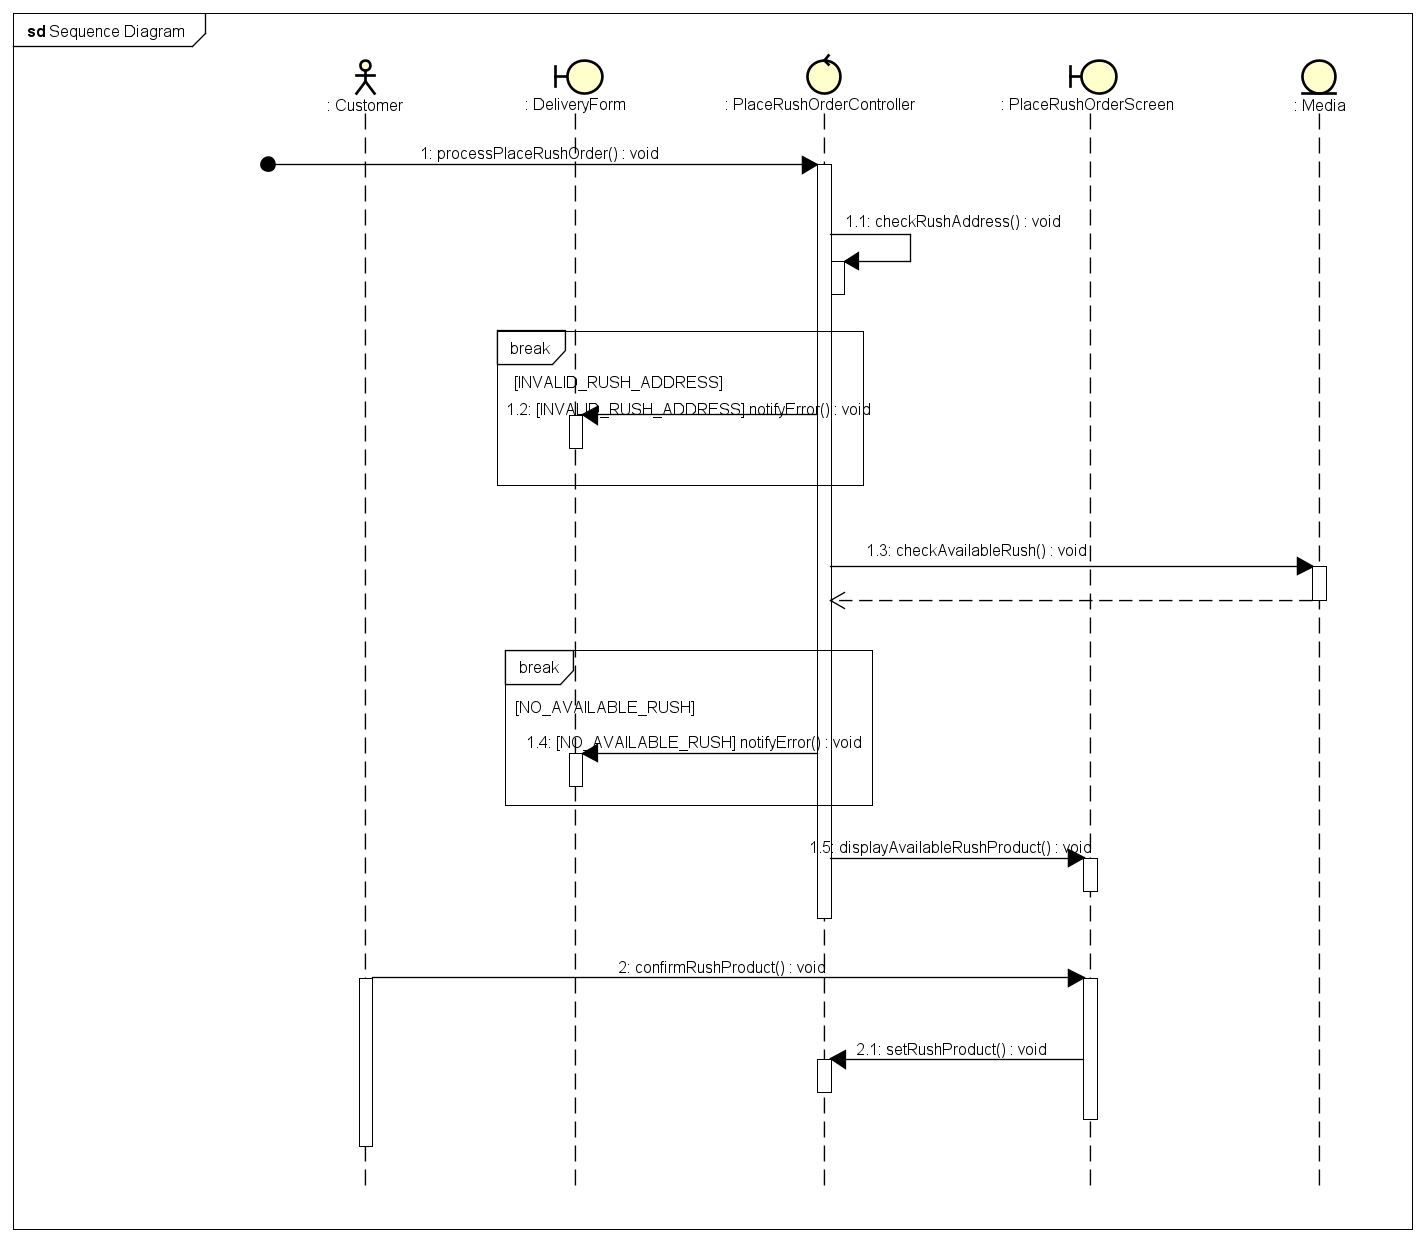 sd Sequence Diagram
: Customer
: DeliveryForm
: PlaceRushOrderController
: PlaceRushOrderScreen
: Media
1: processPlaceRushOrder() : void
1.1: checkRushAddress() : void
break
[INVALID_RUSH_ADDRESS]
1.2: [INVALID_RUSH_ADDRESS] notifyError() : void
1.3: checkAvailableRush() : void
break
[NO_AVAILABLE_RUSH]
1.4: [NO_AVAILABLE_RUSH] notifyError() : void
1.5: displayAvailableRushProduct() : void
2: confirmRushProduct() : void
2.1: setRushProduct() : void